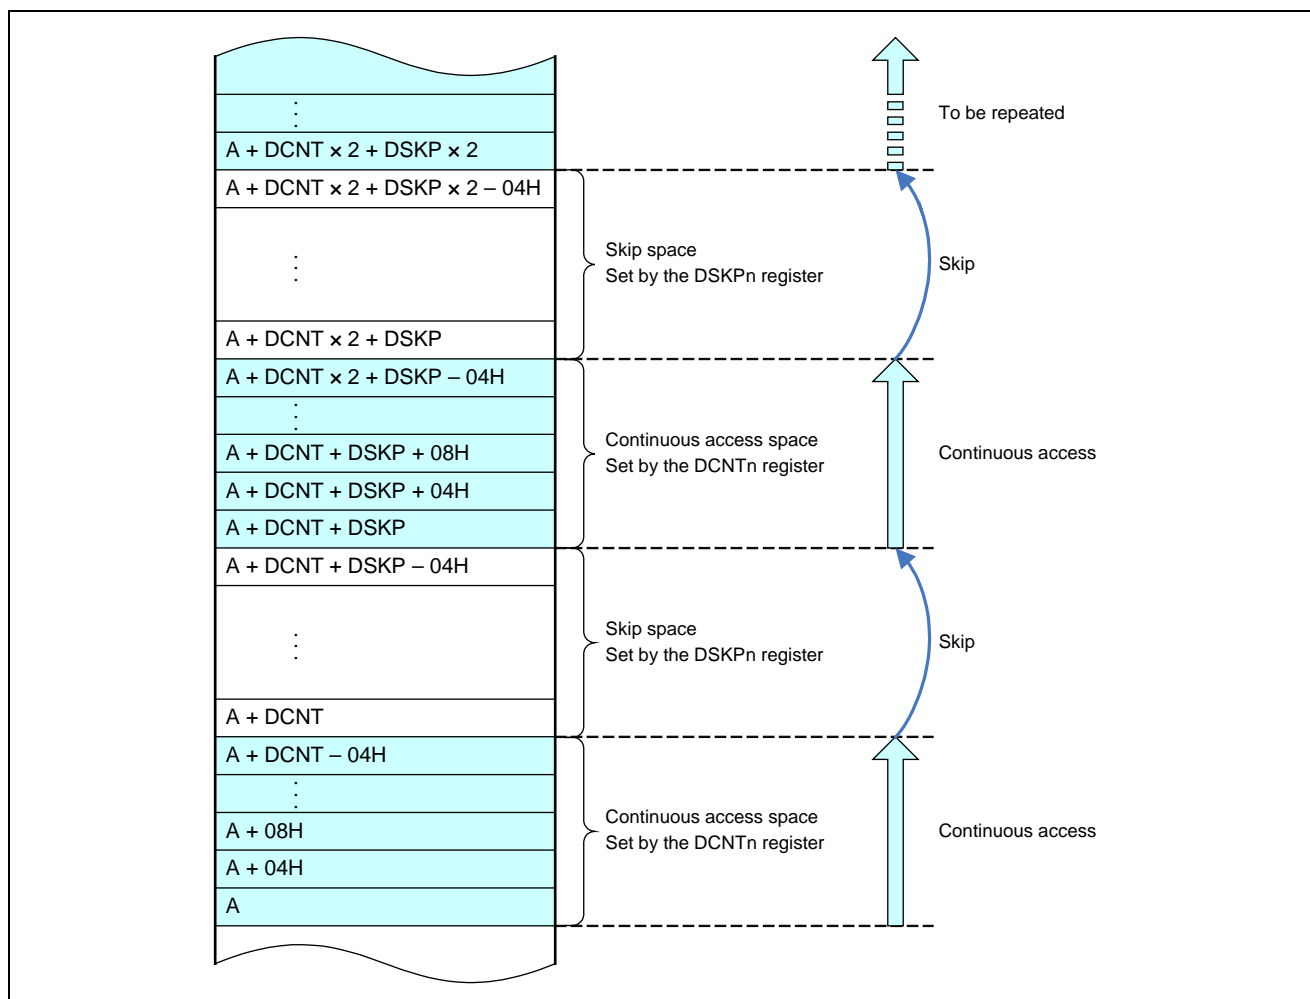 ⋮
To be repeated
A + DCNT × 2 + DSKP × 2
A + DCNT × 2 + DSKP × 2 – 04H
⋮
Skip space
Set by the DSKPn register
Skip
A + DCNT × 2 + DSKP
A + DCNT × 2 + DSKP – 04H
⋮
A + DCNT + DSKP + 08H
Continuous access space
Set by the DCNTn register
Continuous access
A + DCNT + DSKP + 04H
A + DCNT + DSKP
A + DCNT + DSKP – 04H
⋮
Skip space
Set by the DSKPn register
Skip
A + DCNT
A + DCNT – 04H
⋮
Continuous access space
Set by the DCNTn register
Continuous access
A + 08H
A + 04H
A